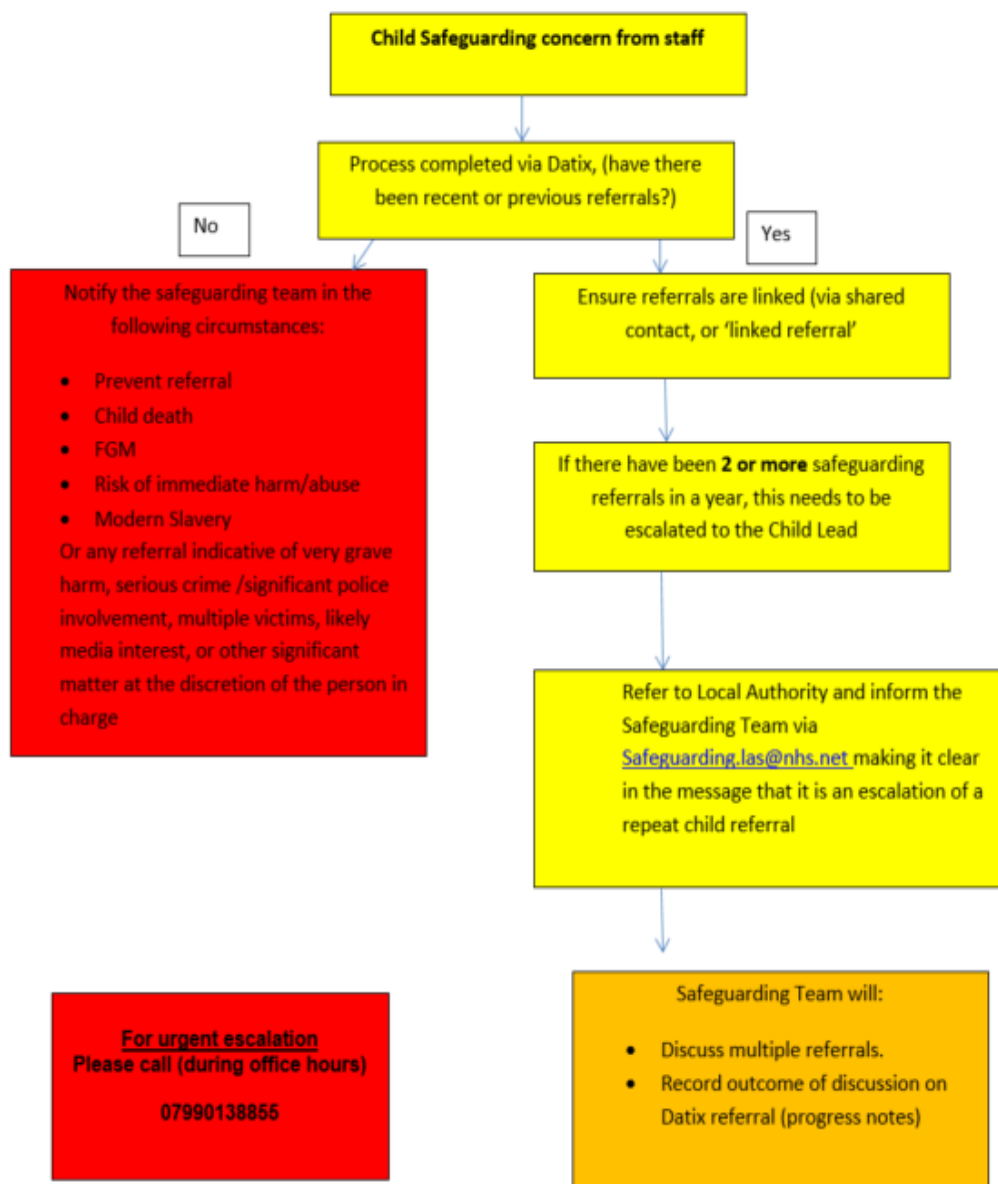 Child Safeguarding concern from staff
Process completed via Datix, (have there
been recent or previous referrals?)
No
Yes
Notify the safeguarding team in the
following circumstances:
• Prevent referral
• Child death
• FGM
• Risk of immediate harm/abuse
• Modern Slavery
Or any referral indicative of very grave
harm, serious crime /significant police
involvement, multiple victims, likely
media interest, or other significant
matter at the discretion of the person in
charge
Ensure referrals are linked (via shared
contact, or ‘linked referral’
If there have been 2 or more safeguarding
referrals in a year, this needs to be
escalated to the Child Lead
Refer to Local Authority and inform the
Safeguarding Team via
Safeguarding.las@nhs.net making it clear
in the message that it is an escalation of a
repeat child referral
For urgent escalation
Please call (during office hours)
07990138855
Safeguarding Team will:
• Discuss multiple referrals.
• Record outcome of discussion on
Datix referral (progress notes)